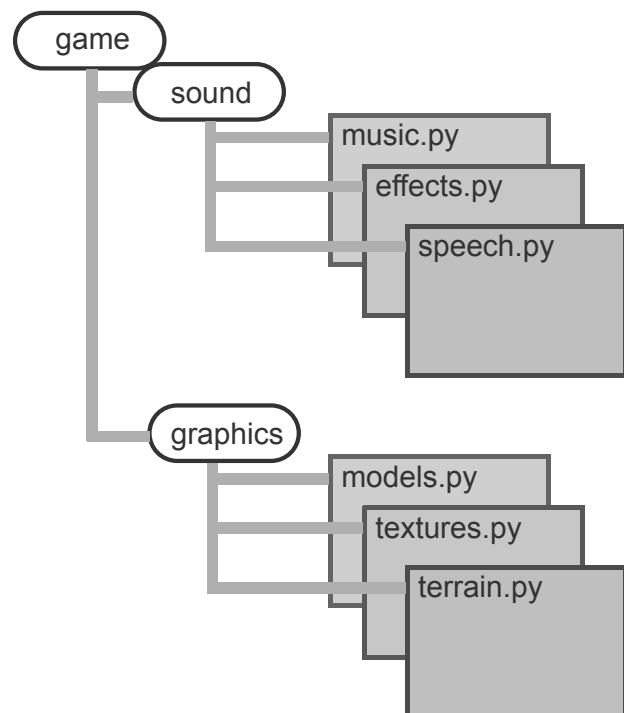 game
sound
music.py
effects.py
speech.py
graphics
models.py
textures.py
terrain.py